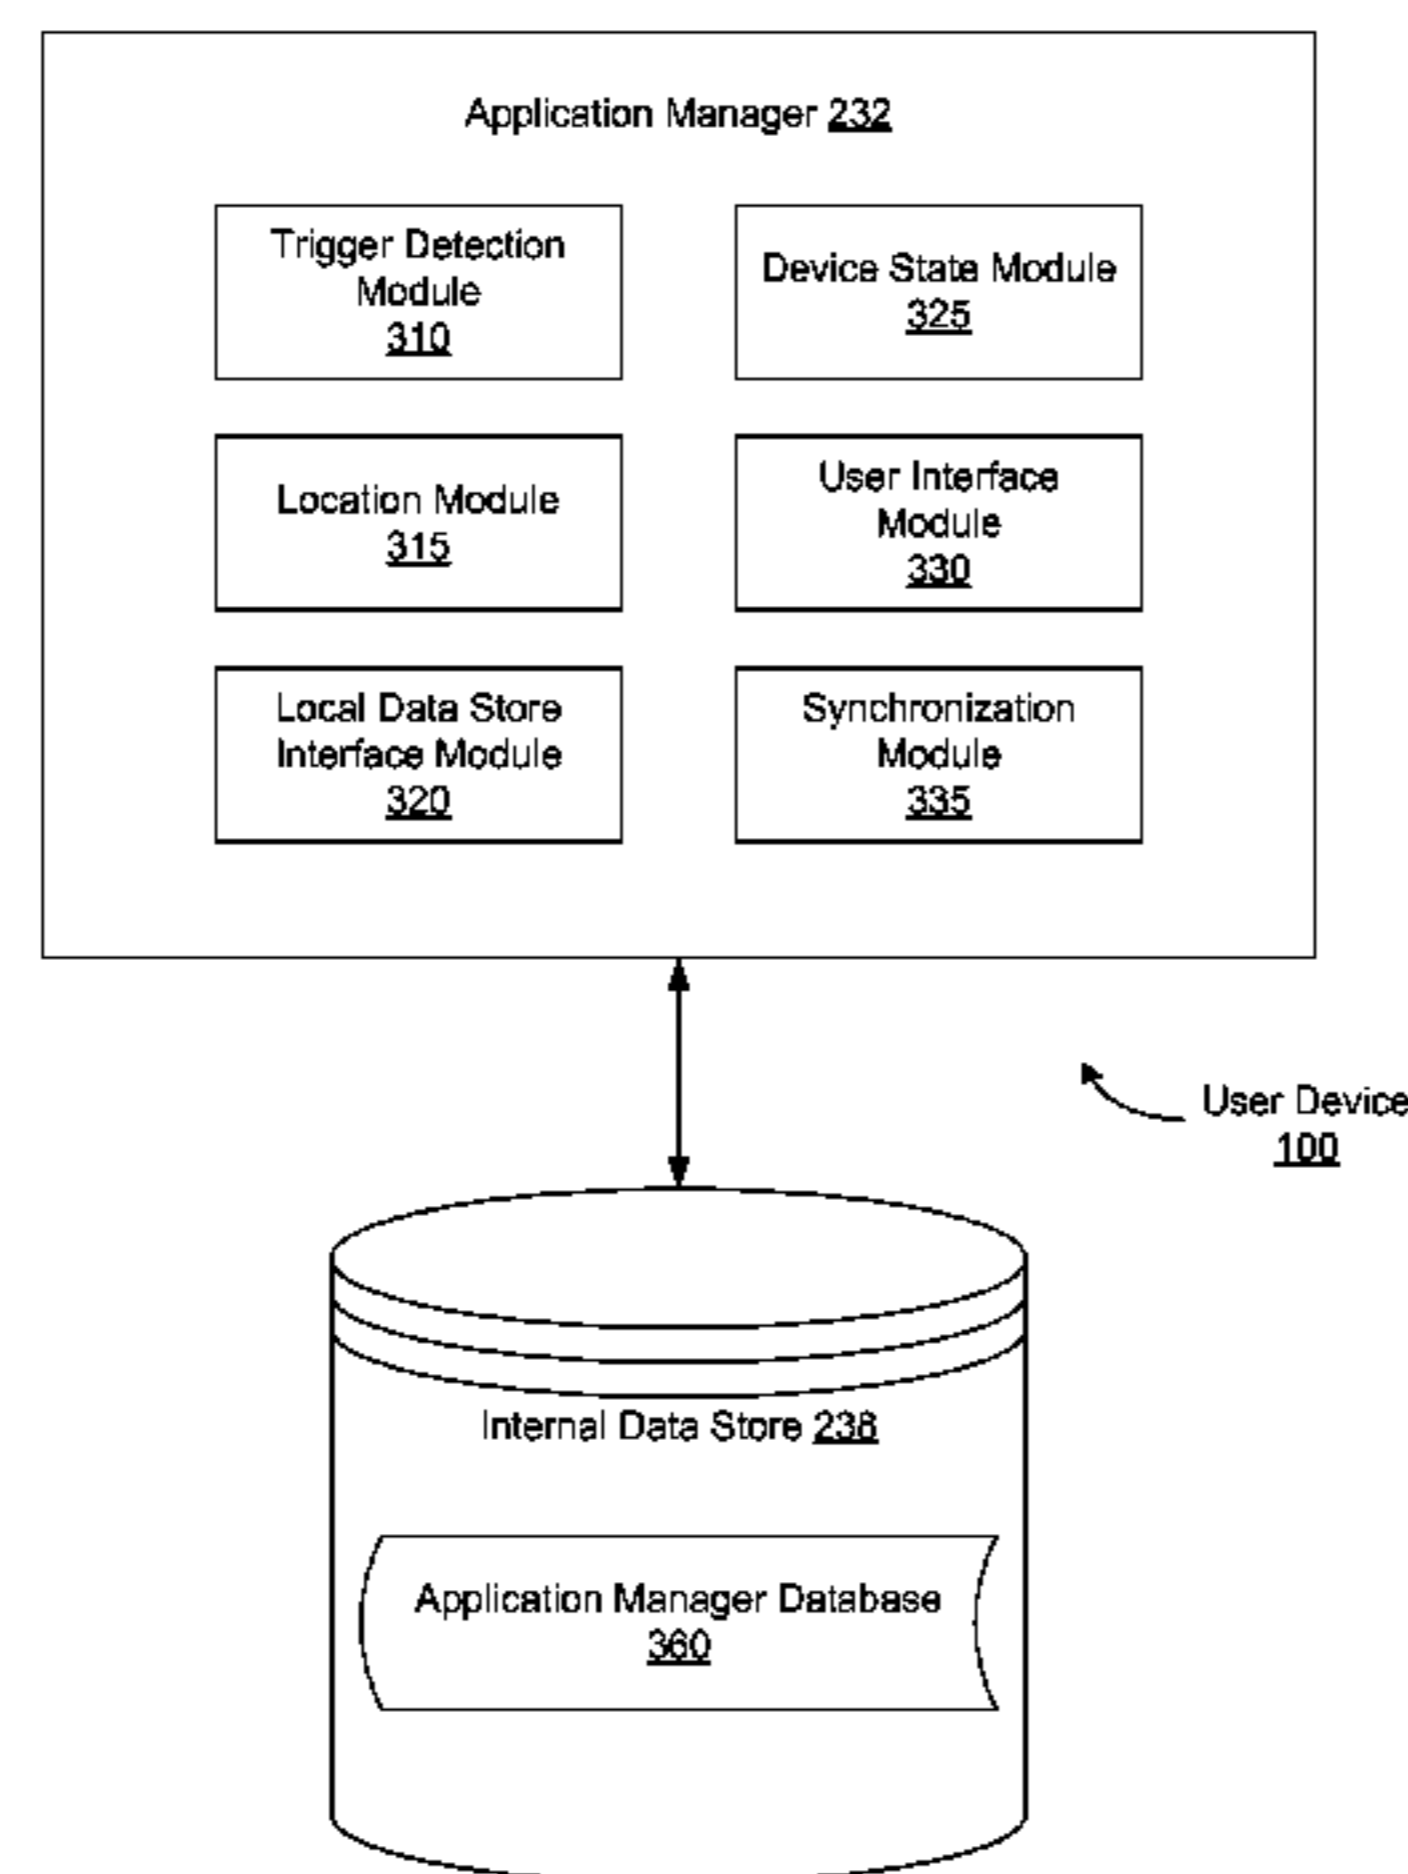 Application Manager 232
Trigger Detection
Module
310
Device State Module
325
Location Module
315
User Interface
Module
330
Local Data Store
Interface Module
320
Synchronization
Module
335
User Device
100
Internal Data Store 238
Application Manager Database
360